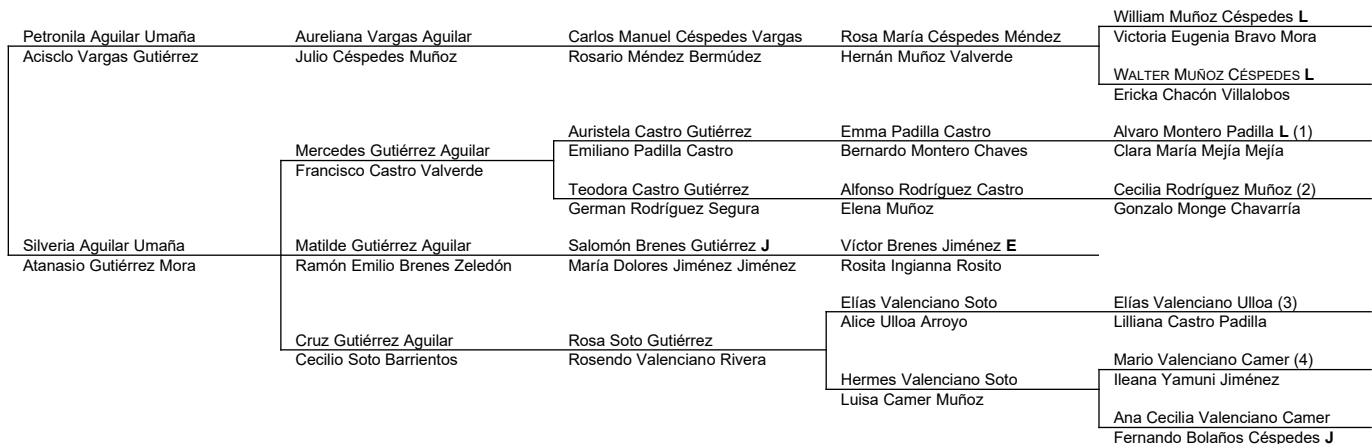 William Muñoz Céspedes L
Petronila Aguilar Umaña Aureliana Vargas Aguilar Carlos Manuel Céspedes Vargas Rosa María Céspedes Méndez Victoria Eugenia Bravo Mora
Acisclo Vargas Gutiérrez Julio Céspedes Muñoz Rosario Méndez Bermúdez Hernán Muñoz Valverde
WALTER MUÑOZ CÉSPEDES L
Ericka Chacón Villalobos
Auristela Castro Gutiérrez Emma Padilla Castro Alvaro Montero Padilla L (1)
Mercedes Gutiérrez Aguilar Emiliano Padilla Castro Bernardo Montero Chaves Clara María Mejía Mejía
Francisco Castro Valverde
Teodora Castro Gutiérrez Alfonso Rodríguez Castro Cecilia Rodríguez Muñoz (2)
German Rodríguez Segura Elena Muñoz Gonzalo Monge Chavarría
Silveria Aguilar Umaña Matilde Gutiérrez Aguilar Salomón Brenes Gutiérrez J Víctor Brenes Jiménez E
Atanasio Gutiérrez Mora Ramón Emilio Brenes Zeledón María Dolores Jiménez Jiménez Rosita Ingianna Rosito
Elías Valenciano Soto Elías Valenciano Ulloa (3)
Alice Ulloa Arroyo Lilliana Castro Padilla
Cruz Gutiérrez Aguilar Rosa Soto Gutiérrez
Cecilio Soto Barrientos Rosendo Valenciano Rivera Mario Valenciano Camer (4)
Hermes Valenciano Soto Ileana Yamuni Jiménez
Luisa Camer Muñoz
Ana Cecilia Valenciano Camer
Fernando Bolaños Céspedes J